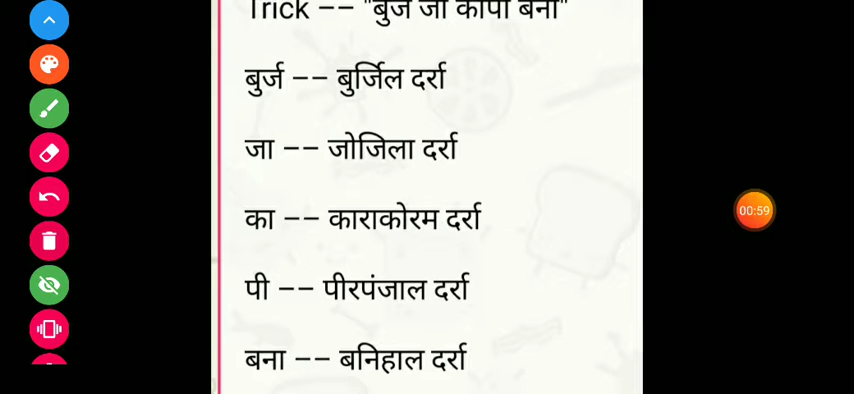 Trick -- "बुर्ज जा कापी बना"
बुर्ज -- बुर्जिल दर्रा
जा -- जोजिला दर्रा
का -- काराकोरम दर्रा
पी -- पीरपंजाल दर्रा
बना -- बनिहाल दर्रा
00:59